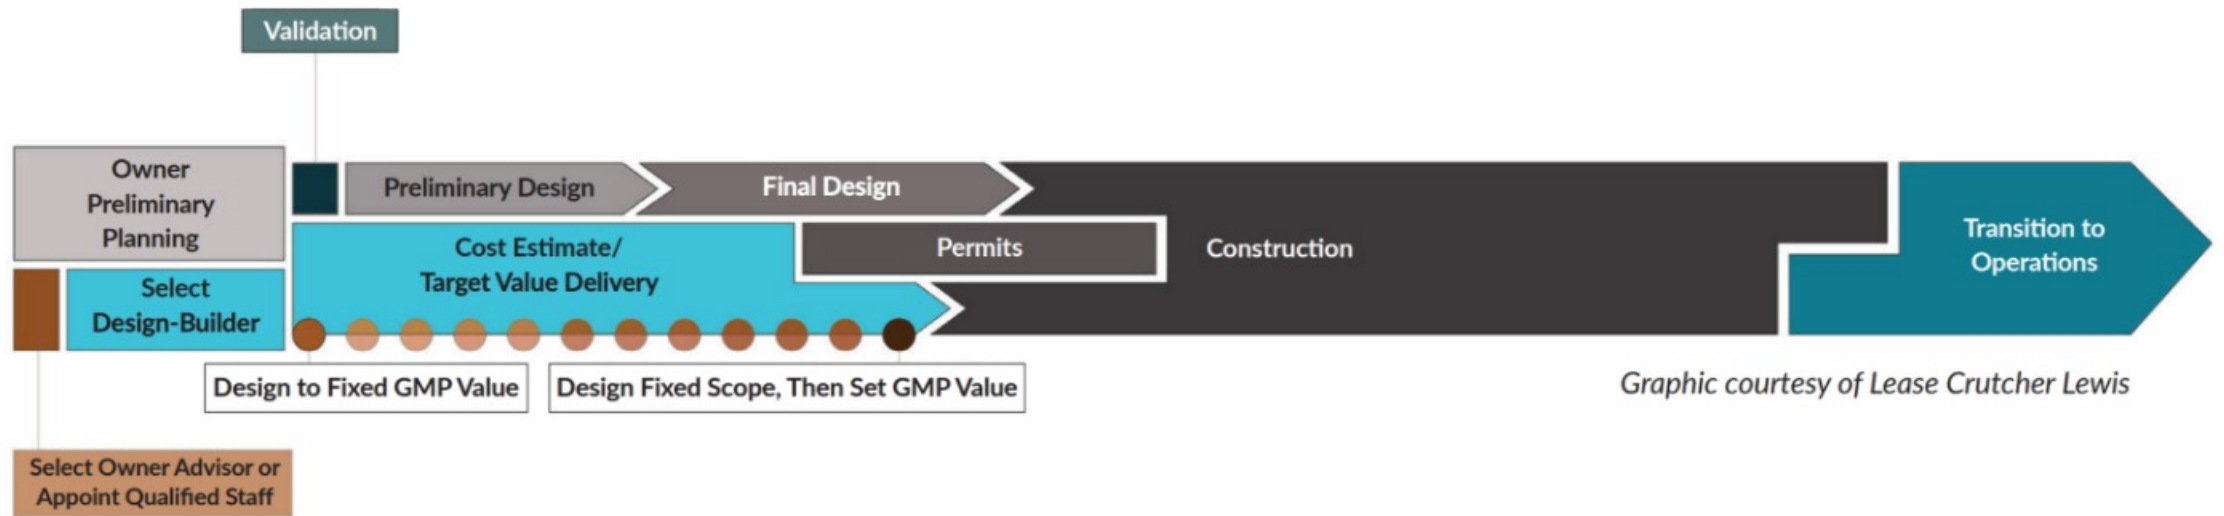 Validation
Owner
Preliminary
Planning
Preliminary Design
Final Design
Cost Estimate/
Target Value Delivery
Permits
Construction
Transition to
Operations
Select
Design-Builder
Design to Fixed GMP Value
Design Fixed Scope, Then Set GMP Value
Graphic courtesy of Lease Crutcher Lewis
Select Owner Advisor or
Appoint Qualified Staff